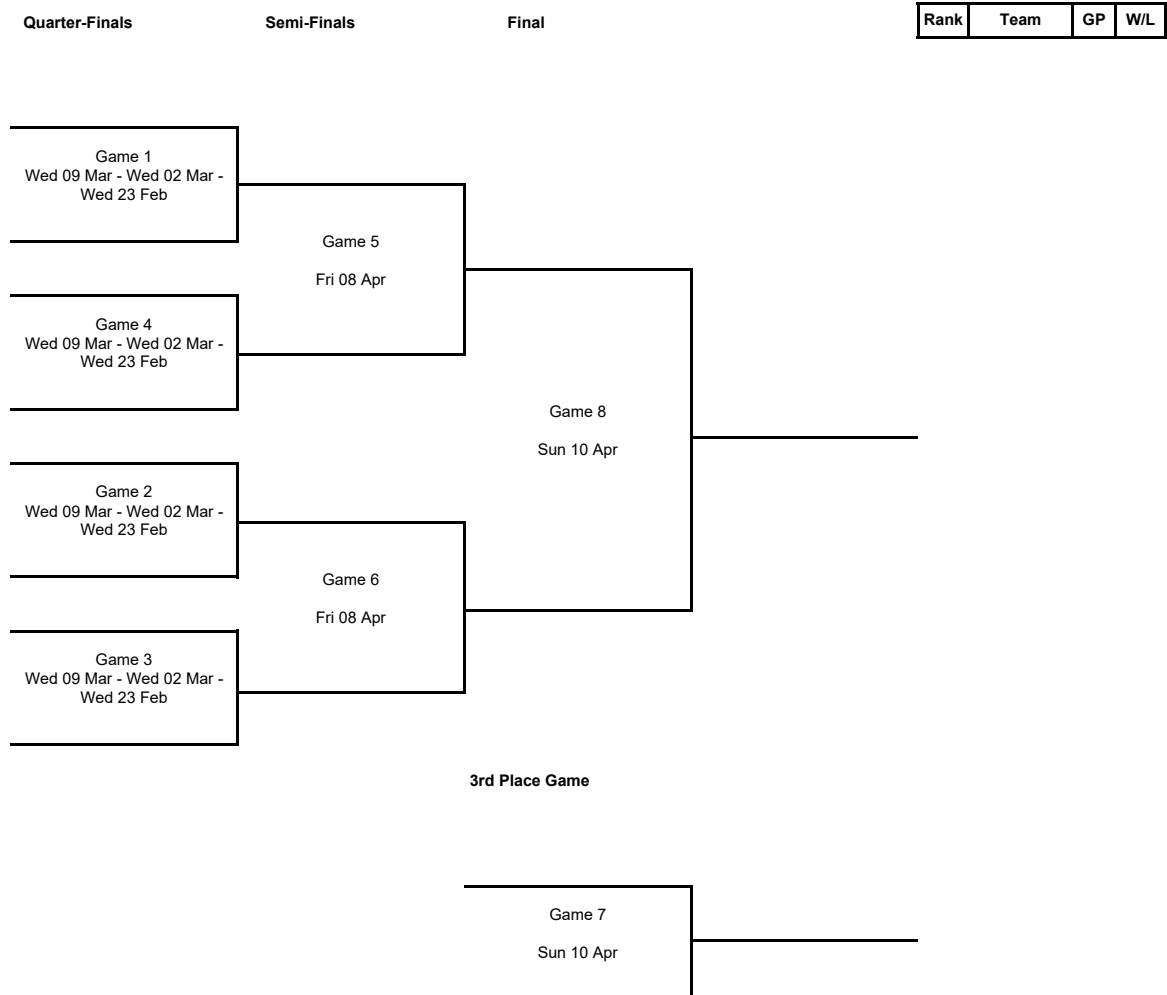 Quarter-Finals Semi-Finals Final Rank Team GP W/L
Game 1
Wed 09 Mar - Wed 02 Mar -
Wed 23 Feb
Game 5
Fri 08 Apr
Game 4
Wed 09 Mar - Wed 02 Mar -
Wed 23 Feb
Game 8
Sun 10 Apr
Game 2
Wed 09 Mar - Wed 02 Mar -
Wed 23 Feb
Game 6
Fri 08 Apr
Game 3
Wed 09 Mar - Wed 02 Mar -
Wed 23 Feb
3rd Place Game
Game 7
Sun 10 Apr